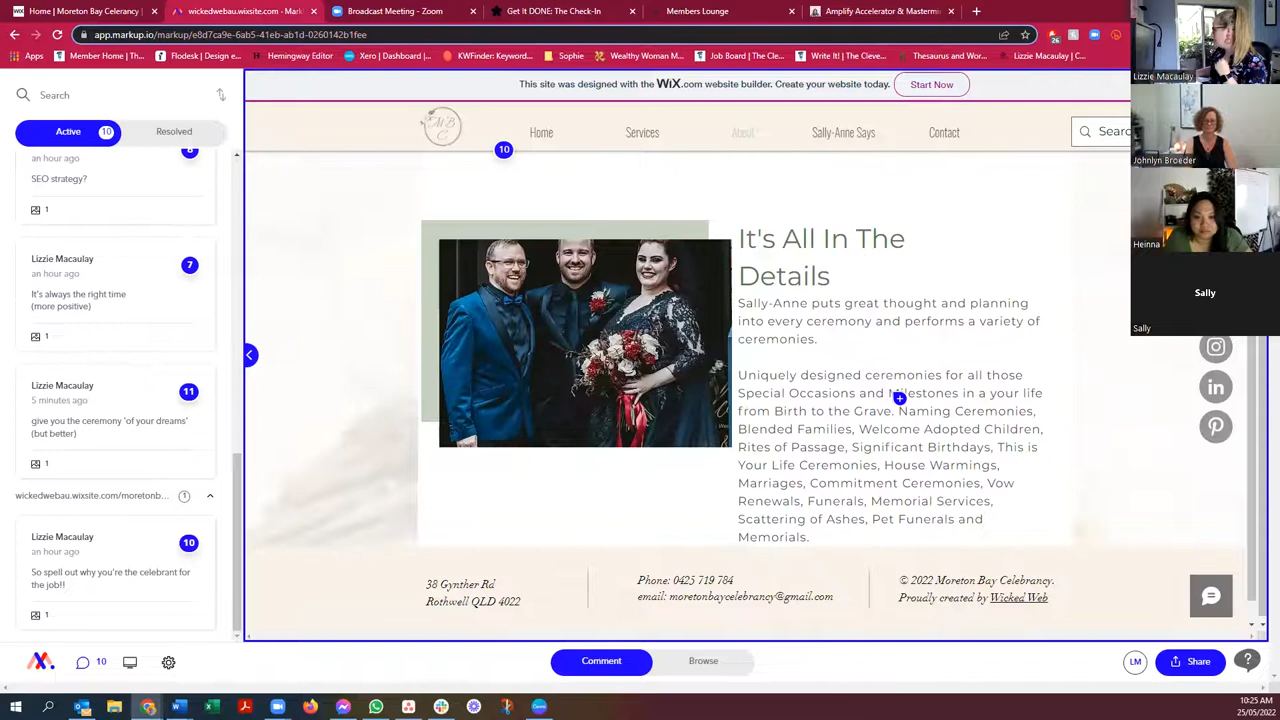 Home | Moreton Bay Celebrancy
wickedwebau.wixsite.com - Mark
Broadcast Meeting - Zoom
Get It DONE: The Check-In
Members Lounge
Amplify Accelerator & Mastermin
app.markup.io/markup/e8d7ca9e-6ab5-41eb-ab1d-0260142b1fee
Apps
Member Home | Th...
Flodesk | Design e...
Hemingway Editor
Xero | Dashboard |...
KWFinder: Keyword...
Sophie
Wealthy Woman M...
Job Board | The Cle...
Write It! | The Cleve...
Thesaurus and Wor...
Lizzie Macaulay | C...
Search
Active 10
Resolved
8
an hour ago
SEO strategy?
1
Lizzie Macaulay
7
an hour ago
It's always the right time
(more positive)
1
Lizzie Macaulay
11
5 minutes ago
give you the ceremony 'of your dreams'
(but better)
1
wickedwebau.wixsite.com/moretonb... 1
Lizzie Macaulay
10
an hour ago
So spell out why you're the celebrant for
the job!!
1
10
This site was designed with the WiX.com website builder. Create your website today.
Start Now
MB
C
Home
Services
About
Sally-Anne Says
Contact
Searc
10
It's All In The
Details
Sally-Anne puts great thought and planning
into every ceremony and performs a variety of
ceremonies.
Uniquely designed ceremonies for all those
Special Occasions and Milestones in a your life
from Birth to the Grave. Naming Ceremonies,
Blended Families, Welcome Adopted Children,
Rites of Passage, Significant Birthdays, This is
Your Life Ceremonies, House Warmings,
Marriages, Commitment Ceremonies, Vow
Renewals, Funerals, Memorial Services,
Scattering of Ashes, Pet Funerals and
Memorials.
38 Gynther Rd
Rothwell QLD 4022
Phone: 0425 719 784
email: moretonbaycelebrancy@gmail.com
© 2022 Moreton Bay Celebrancy.
Proudly created by Wicked Web
Comment
Browse
LM
Share
Lizzie Macaulay
Johnlyn Broeder
Heinna
Sally
Sally
10:25 AM
25/05/2022